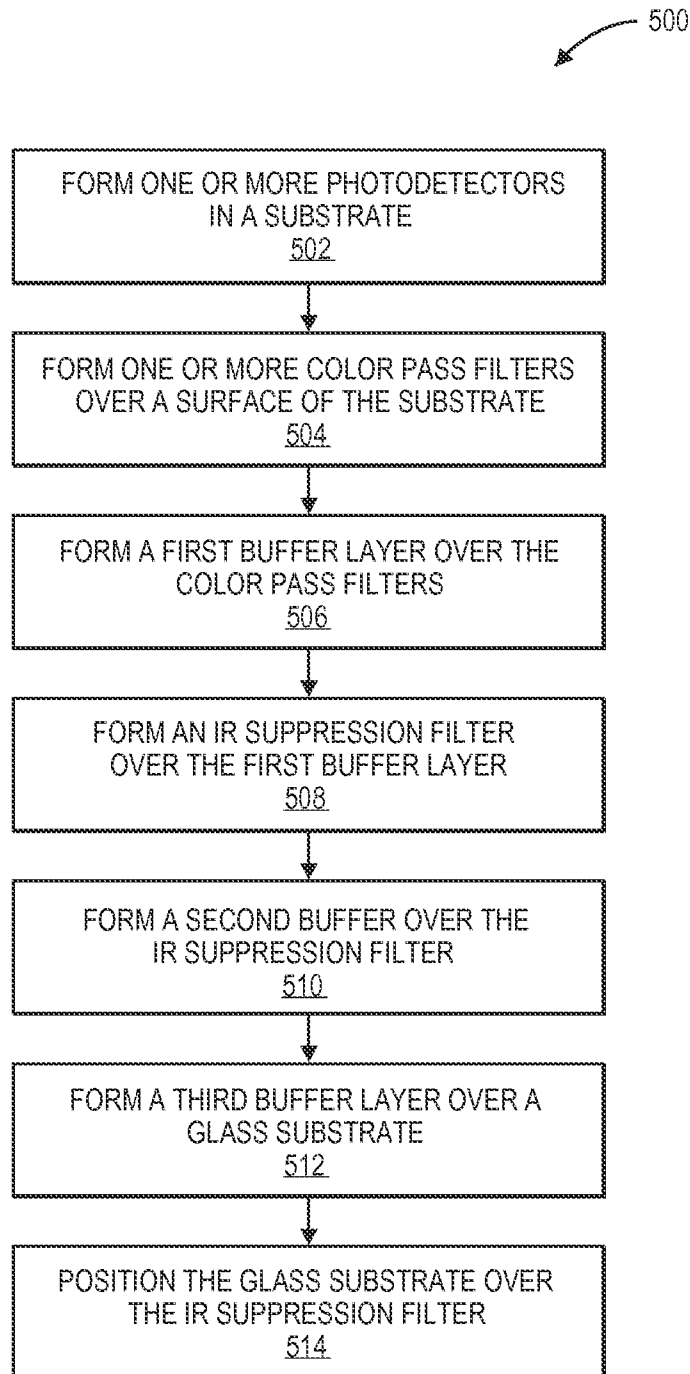 500
FORM ONE OR MORE PHOTODETECTORS
IN A SUBSTRATE
502
FORM ONE OR MORE COLOR PASS FILTERS
OVER A SURFACE OF THE SUBSTRATE
504
FORM A FIRST BUFFER LAYER OVER THE
COLOR PASS FILTERS
506
FORM AN IR SUPPRESSION FILTER
OVER THE FIRST BUFFER LAYER
508
FORM A SECOND BUFFER OVER THE
IR SUPPRESSION FILTER
510
FORM A THIRD BUFFER LAYER OVER A
GLASS SUBSTRATE
512
POSITION THE GLASS SUBSTRATE OVER
THE IR SUPPRESSION FILTER
514